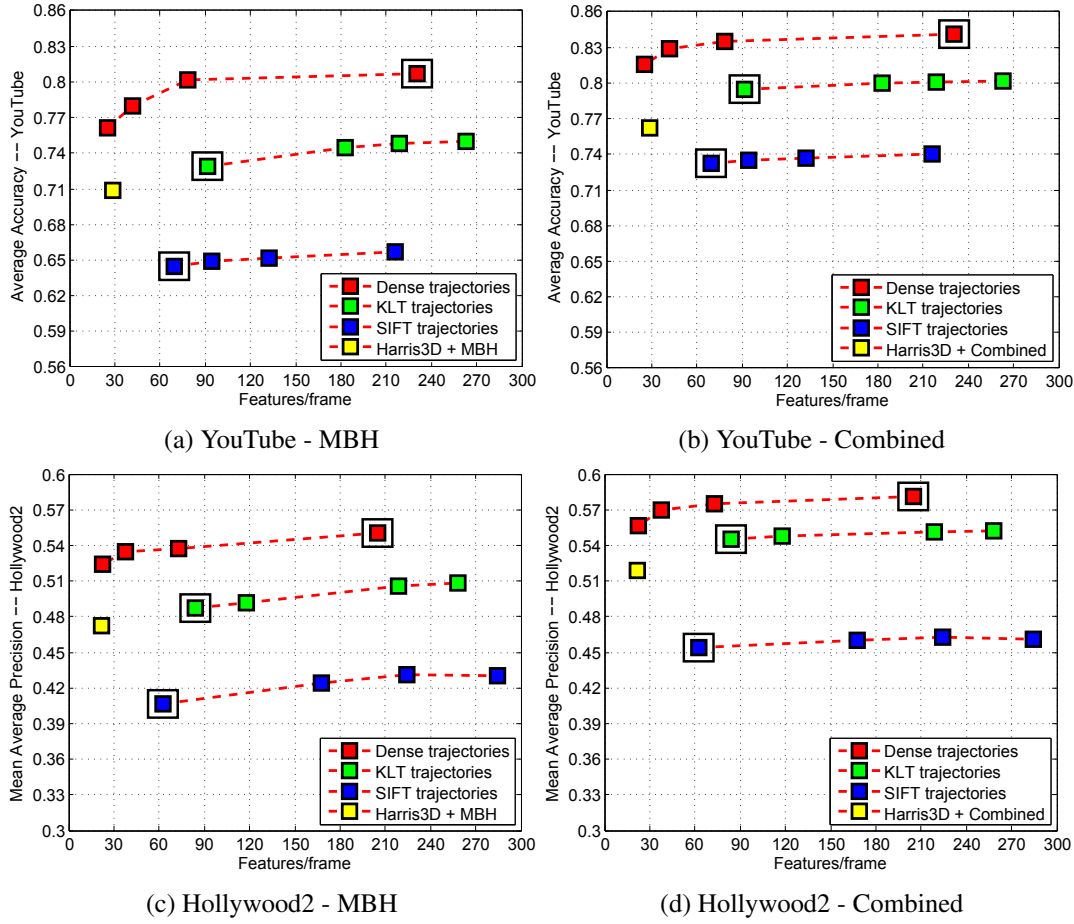 0.86
0.83
0.8
0.77
0.74
0.71
0.68
0.65
0.62
0.59
0.56
Average Accuracy −− YouTube
0 30 60 90 120 150 180 210 240 270 300
Features/frame
Dense trajectories
KLT trajectories
SIFT trajectories
Harris3D + MBH
(a) YouTube - MBH
0.86
0.83
0.8
0.77
0.74
0.71
0.68
0.65
0.62
0.59
0.56
Average Accuracy −− YouTube
0 30 60 90 120 150 180 210 240 270 300
Features/frame
Dense trajectories
KLT trajectories
SIFT trajectories
Harris3D + Combined
(b) YouTube - Combined
0.6
0.57
0.54
0.51
0.48
0.45
0.42
0.39
0.36
0.33
0.3
Mean Average Precision −− Hollywood2
0 30 60 90 120 150 180 210 240 270 300
Features/frame
Dense trajectories
KLT trajectories
SIFT trajectories
Harris3D + MBH
(c) Hollywood2 - MBH
0.6
0.57
0.54
0.51
0.48
0.45
0.42
0.39
0.36
0.33
0.3
Mean Average Precision −− Hollywood2
0 30 60 90 120 150 180 210 240 270 300
Features/frame
Dense trajectories
KLT trajectories
SIFT trajectories
Harris3D + Combined
(d) Hollywood2 - Combined